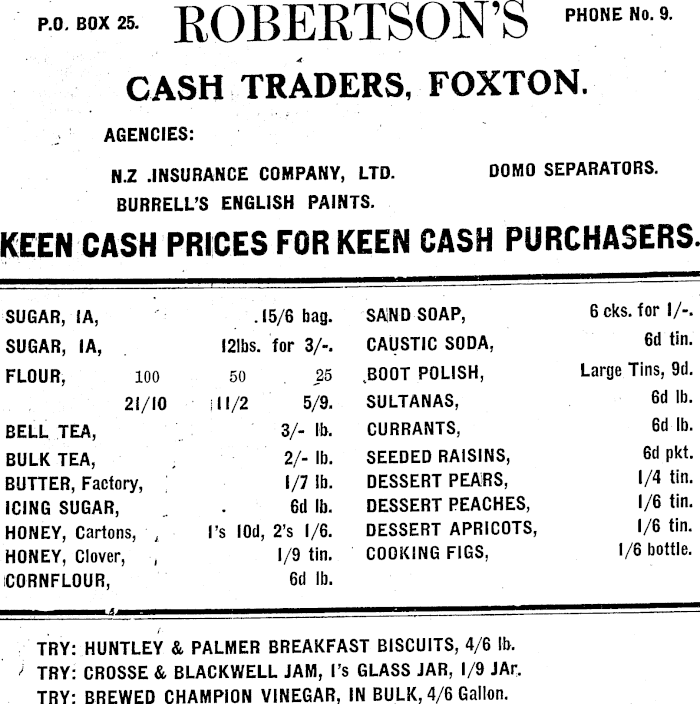 P.O. BOX 25. ROBERTSON'S PHONE No. 9.
CASH TRADERS, FOXTON.
AGENCIES:
N.Z .INSURANCE COMPANY, LTD. DOMO SEPARATORS.
BURRELL'S ENGLISH PAINTS.
KEEN CASH PRICES FOR KEEN CASH PURCHASERS.
SUGAR, IA, .15/6 bag.
SUGAR, IA, 12lbs. for 3/-.
FLOUR, 100 50 25
21/10 11/2 5/9.
BELL TEA, 3/- lb.
BULK TEA, 2/- lb.
BUTTER, Factory, 1/7 lb.
ICING SUGAR, 6d lb.
HONEY, Cartons, 1's 10d, 2's 1/6.
HONEY, Clover, 1/9 tin.
CORNFLOUR, 6d lb.
SAND SOAP, 6 cks. for 1/-.
CAUSTIC SODA, 6d tin.
BOOT POLISH, Large Tins, 9d.
SULTANAS, 6d lb.
CURRANTS, 6d lb.
SEEDED RAISINS, 6d pkt.
DESSERT PEARS, 1/4 tin.
DESSERT PEACHES, 1/6 tin.
DESSERT APRICOTS, 1/6 tin.
COOKING FIGS, 1/6 bottle.
TRY: HUNTLEY & PALMER BREAKFAST BISCUITS, 4/6 lb.
TRY: CROSSE & BLACKWELL JAM, 1's GLASS JAR, 1/9 JAr.
TRY: BREWED CHAMPION VINEGAR, IN BULK, 4/6 Gallon.